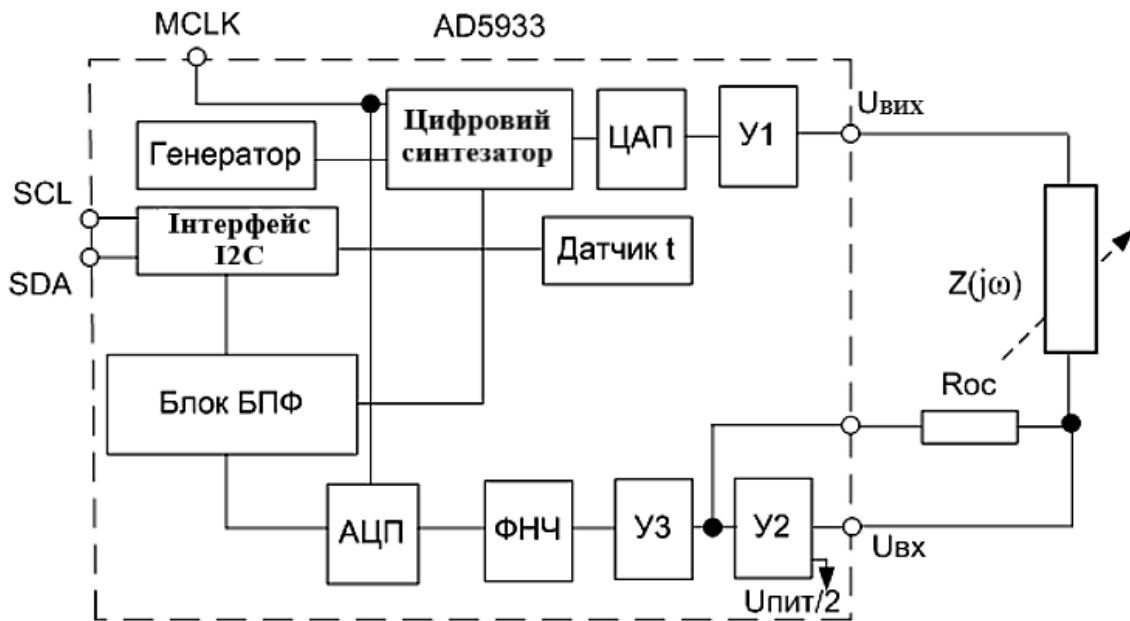 MCLK
AD5933
Uвих
Цифровий
синтезатор
ЦАП
У1
Генератор
SCL
Інтерфейс
I2C
Датчик t
SDA
Z(jω)
Блок БПФ
Rос
АЦП
ФНЧ
У3
У2
Uвх
Uпит/2